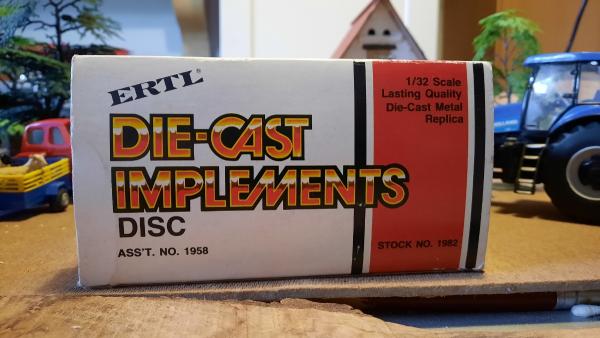 ERTL®
DIE-CAST
IMPLEMENTS
DISC
ASS'T. NO. 1958
1/32 Scale
Lasting Quality
Die-Cast Metal
Replica
STOCK NO. 1982